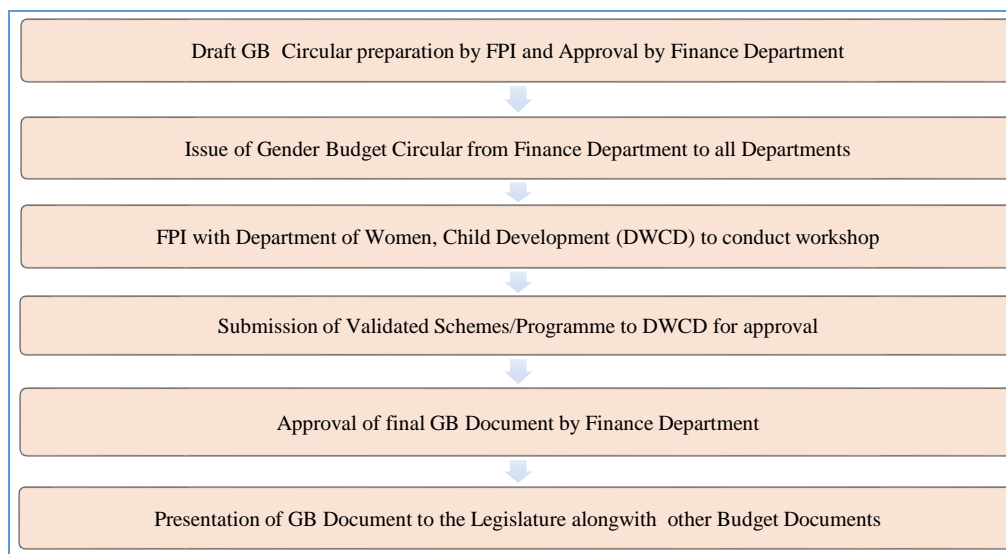 Draft GB Circular preparation by FPI and Approval by Finance Department
Issue of Gender Budget Circular from Finance Department to all Departments
FPI with Department of Women, Child Development (DWCD) to conduct workshop
Submission of Validated Schemes/Programme to DWCD for approval
Approval of final GB Document by Finance Department
Presentation of GB Document to the Legislature alongwith other Budget Documents